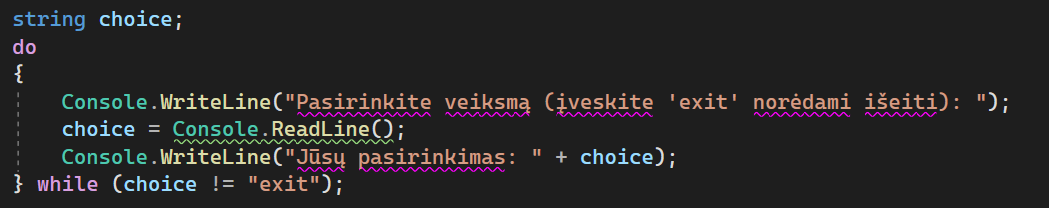 string choice;
do
{
Console.WriteLine("Pasirinkite veiksmą (įveskite 'exit' norėdami išeiti): ");
choice = Console.ReadLine();
Console.WriteLine("Jūsų pasirinkimas: " + choice);
} while (choice != "exit");